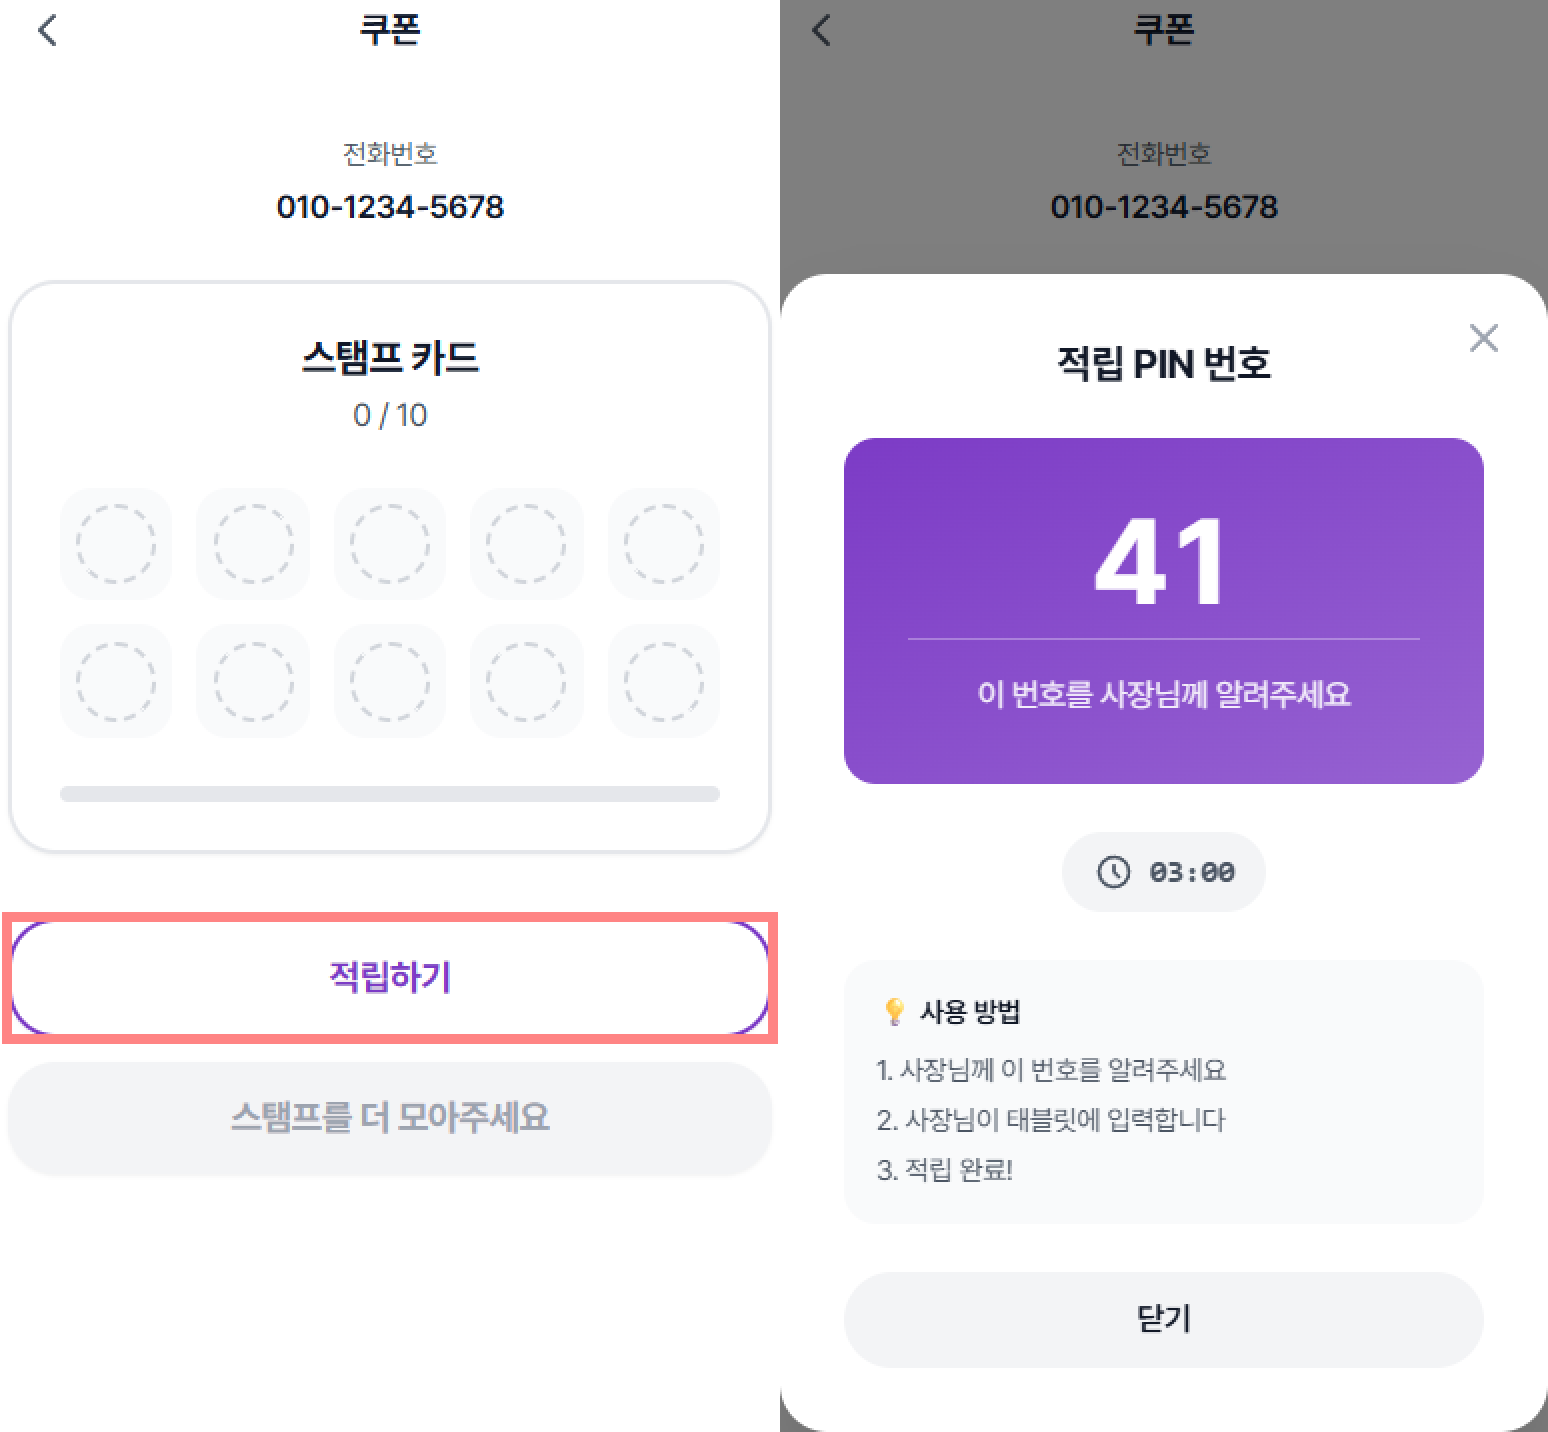 쿠폰
전화번호
010-1234-5678
스탬프 카드
0 / 10
적립하기
스탬프를 더 모아주세요
쿠폰
전화번호
010-1234-5678
적립 PIN 번호
41
이 번호를 사장님께 알려주세요
03:00
사용 방법
1. 사장님께 이 번호를 알려주세요
2. 사장님이 태블릿에 입력합니다
3. 적립 완료!
닫기